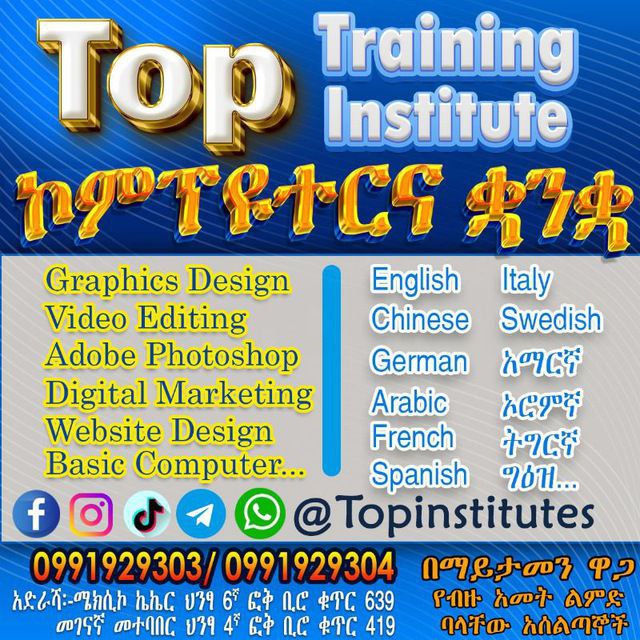 Top Training
Institute
ኮምፒዩተርና ቋንቋ
Graphics Design
Video Editing
Adobe Photoshop
Digital Marketing
Website Design
Basic Computer...
English Italy
Chinese Swedish
German አማርኛ
Arabic ኦሮምኛ
French ትግርኛ
Spanish ግዕዝ...
@Topinstitutes
0991929303/ 0991929304
አድራሻ:-ሜክሲኮ ኬኬር ህንፃ 6ኛ ፎቅ ቢሮ ቁጥር 639
መገናኛ መተባበር ህንፃ 4ኛ ፎቅ ቢሮ ቁጥር 419
በማይታመን ዋጋ
የብዙ አመት ልምድ
ባላቸው አሰልጣኞች